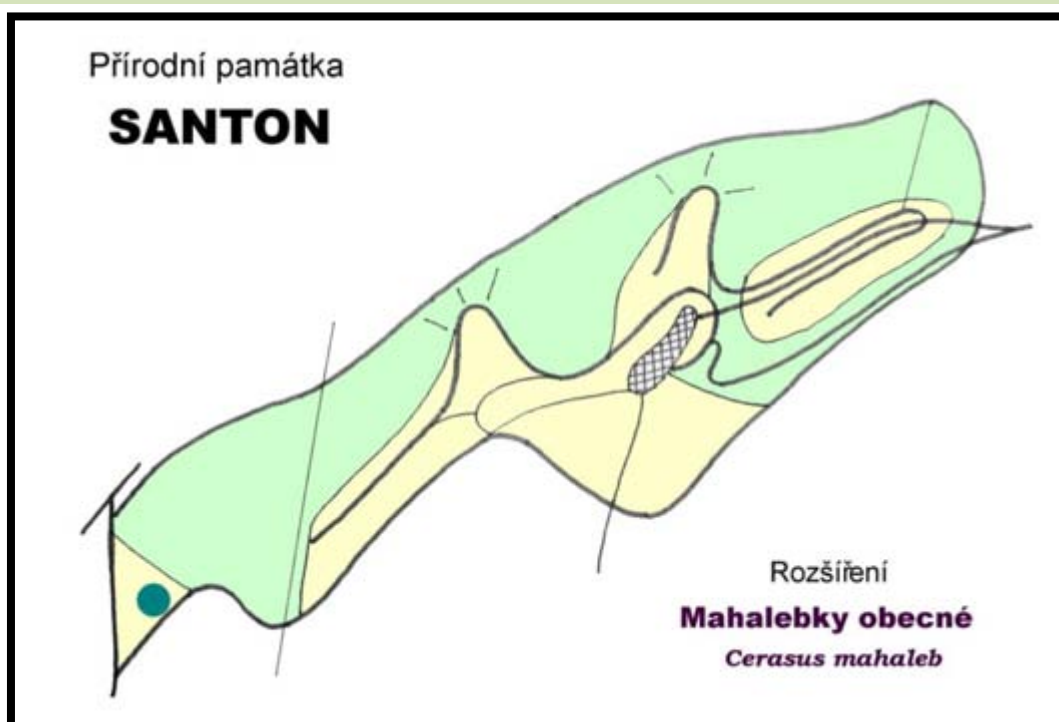 Přírodní památka
SANTON
Rozšíření
Mahalebky obecné
Cerasus mahaleb